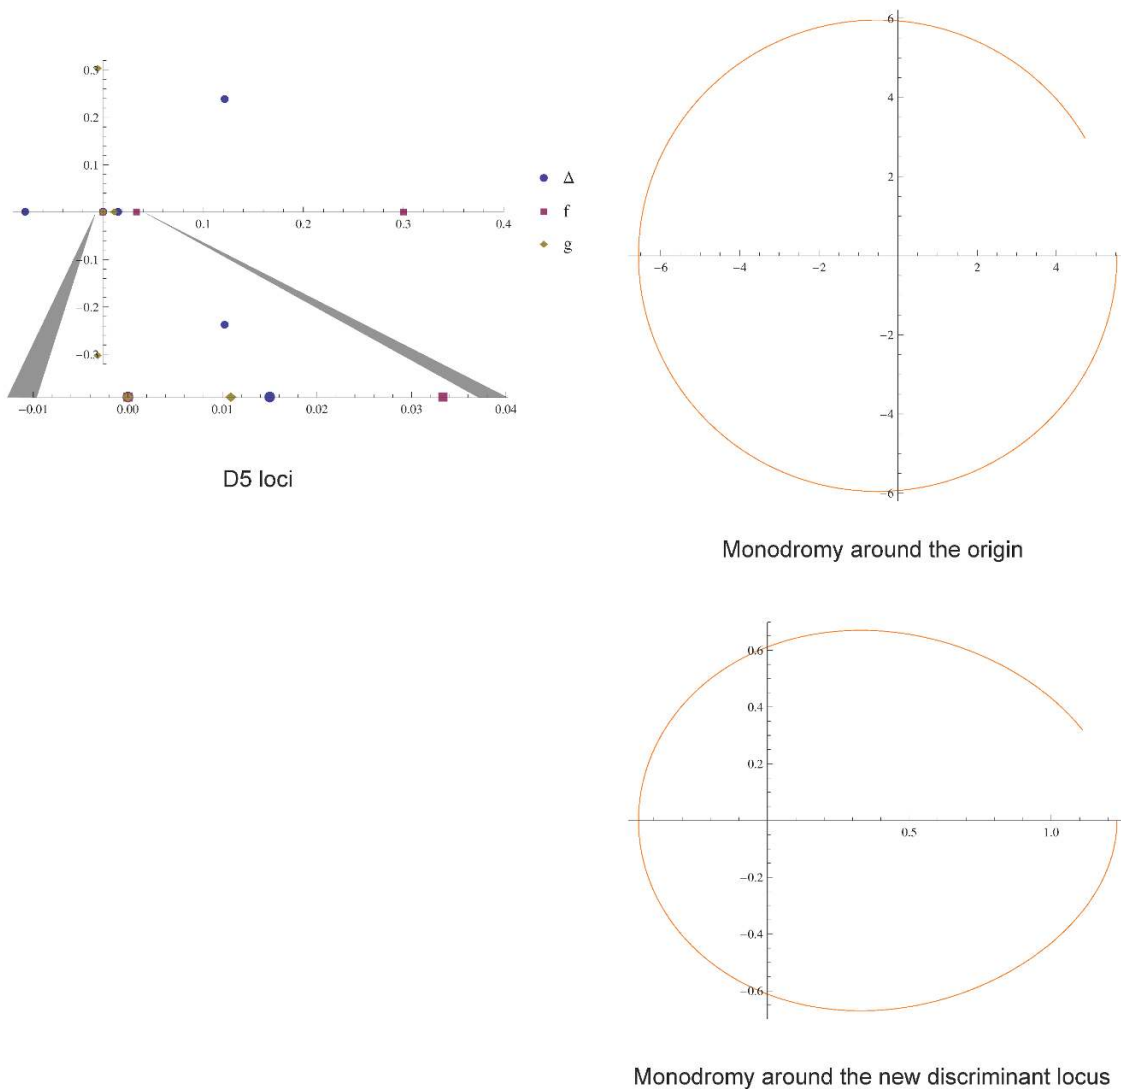 0.3
0.2
0.1
0.1 0.2 0.3 0.4
−0.1
−0.2
−0.3
−0.01 0.00 0.01 0.02 0.03 0.04
Δ
f
g
D5 loci
6
4
2
−6 −4 −2 2 4
−2
−4
−6
Monodromy around the origin
0.6
0.4
0.2
0.5 1.0
−0.2
−0.4
−0.6
Monodromy around the new discriminant locus